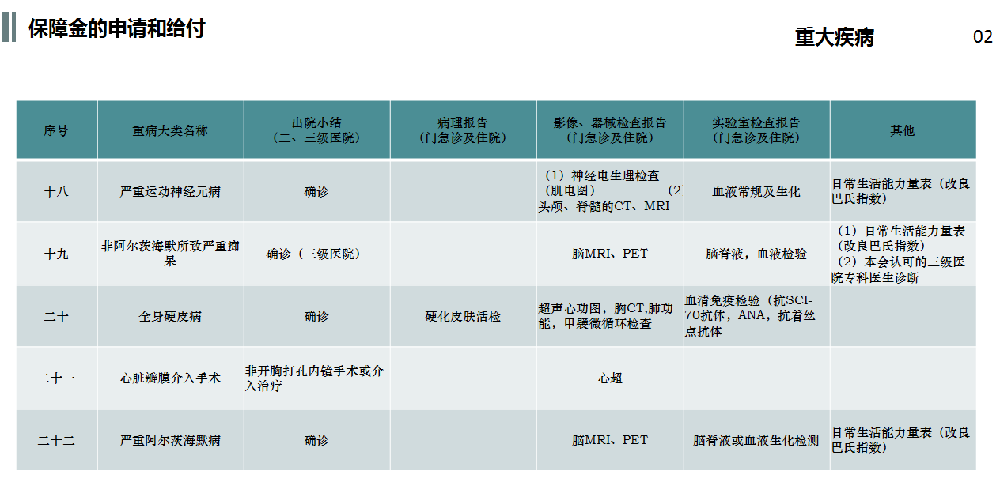 保障金的申请和给付
重大疾病
02
序号
重病大类名称
出院小结
（二、三级医院）
病理报告
（门急诊及住院）
影像、器械检查报告
（门急诊及住院）
实验室检查报告
（门急诊及住院）
其他
十八
严重运动神经元病
确诊
（1）神经电生理检查
（肌电图） （2
头颅、脊髓的CT、MRI
血液常规及生化
日常生活能力量表（改良
巴氏指数）
十九
非阿尔茨海默所致严重痴
呆
确诊（三级医院）
脑MRI、PET
脑脊液，血液检验
（1）日常生活能力量表
（改良巴氏指数）
（2）本会认可的三级医
院专科医生诊断
二十
全身硬皮病
确诊
硬化皮肤活检
超声心功图，胸CT,肺功
能，甲襞微循环检查
血清免疫检验（抗SCI-
70抗体，ANA，抗着丝
点抗体
二十一
心脏瓣膜介入手术
非开胸打孔内镜手术或介
入治疗
心超
二十二
严重阿尔茨海默病
确诊
脑MRI、PET
脑脊液或血液生化检测
日常生活能力量表（改良
巴氏指数）